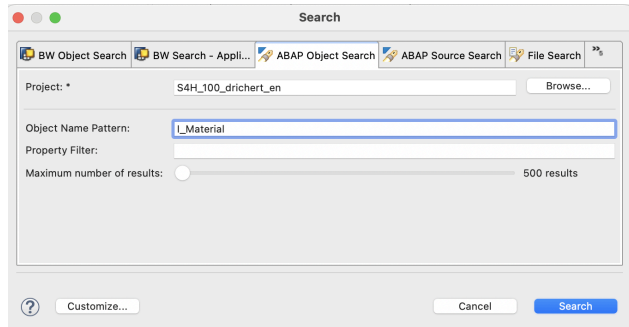 Search
BW Object Search BW Search - Appli... ABAP Object Search ABAP Source Search File Search »5
Project: * S4H_100_drichert_en Browse...
Object Name Pattern: I_Material
Property Filter:
Maximum number of results: 500 results
? Customize... Cancel Search